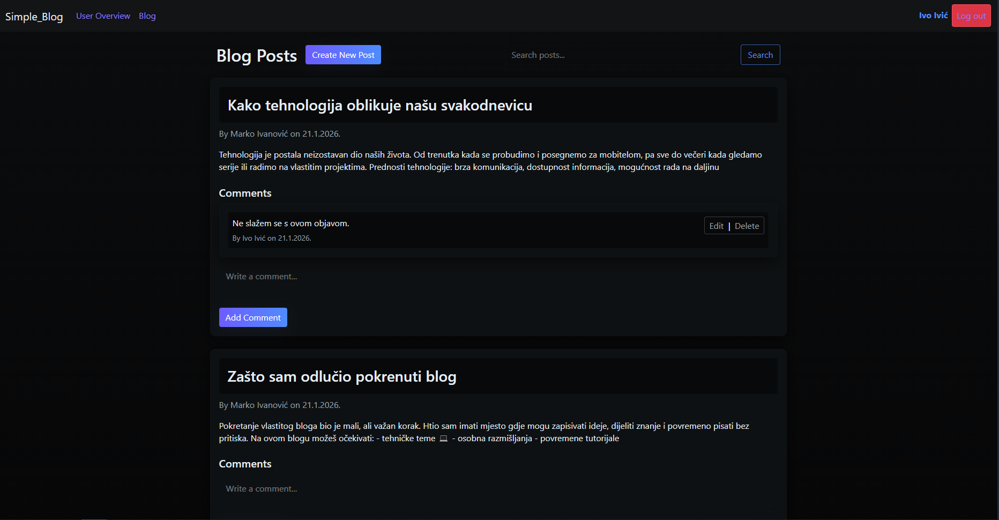 Simple_Blog User Overview Blog Ivo Ivić Log out
Blog Posts Create New Post Search posts... Search
Kako tehnologija oblikuje našu svakodnevicu
By Marko Ivanović on 21.1.2026.
Tehnologija je postala neizostavan dio naših života. Od trenutka kada se probudimo i posegnemo za mobitelom, pa sve do večeri kada gledamo
serije ili radimo na vlastitim projektima. Prednosti tehnologije: brza komunikacija, dostupnost informacija, mogućnost rada na daljinu
Comments
Ne slažem se s ovom objavom. Edit | Delete
By Ivo Ivić on 21.1.2026.
Write a comment...
Add Comment
Zašto sam odlučio pokrenuti blog
By Marko Ivanović on 21.1.2026.
Pokretanje vlastitog bloga bio je mali, ali važan korak. Htio sam imati mjesto gdje mogu zapisivati ideje, dijeliti znanje i povremeno pisati bez
pritiska. Na ovom blogu možeš očekivati: - tehničke teme 💻 - osobna razmišljanja - povremene tutorijale
Comments
Write a comment...